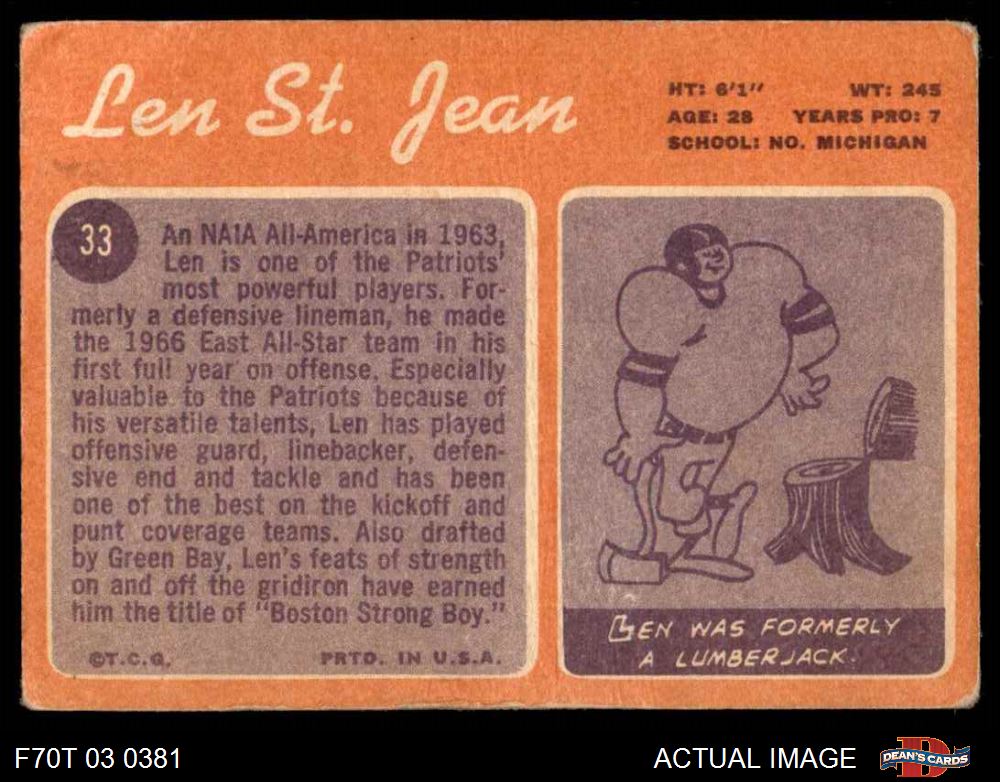 Len St. Jean
HT: 6'1" WT: 245
AGE: 28 YEARS PRO: 7
SCHOOL: NO. MICHIGAN
33
An NAIA All-America in 1963,
Len is one of the Patriots'
most powerful players. For-
merly a defensive lineman, he made
the 1966 East All-Star team in his
first full year on offense. Especially
valuable to the Patriots because of
his versatile talents, Len has played
offensive guard, linebacker, defen-
sive end and tackle and has been
one of the best on the kickoff and
punt coverage teams. Also drafted
by Green Bay, Len's feats of strength
on and off the gridiron have earned
him the title of "Boston Strong Boy."
©T.C.G. PRTD. IN U.S.A.
LEN WAS FORMERLY
A LUMBERJACK.
F70T 03 0381
ACTUAL IMAGE
D
DEAN'S CARDS